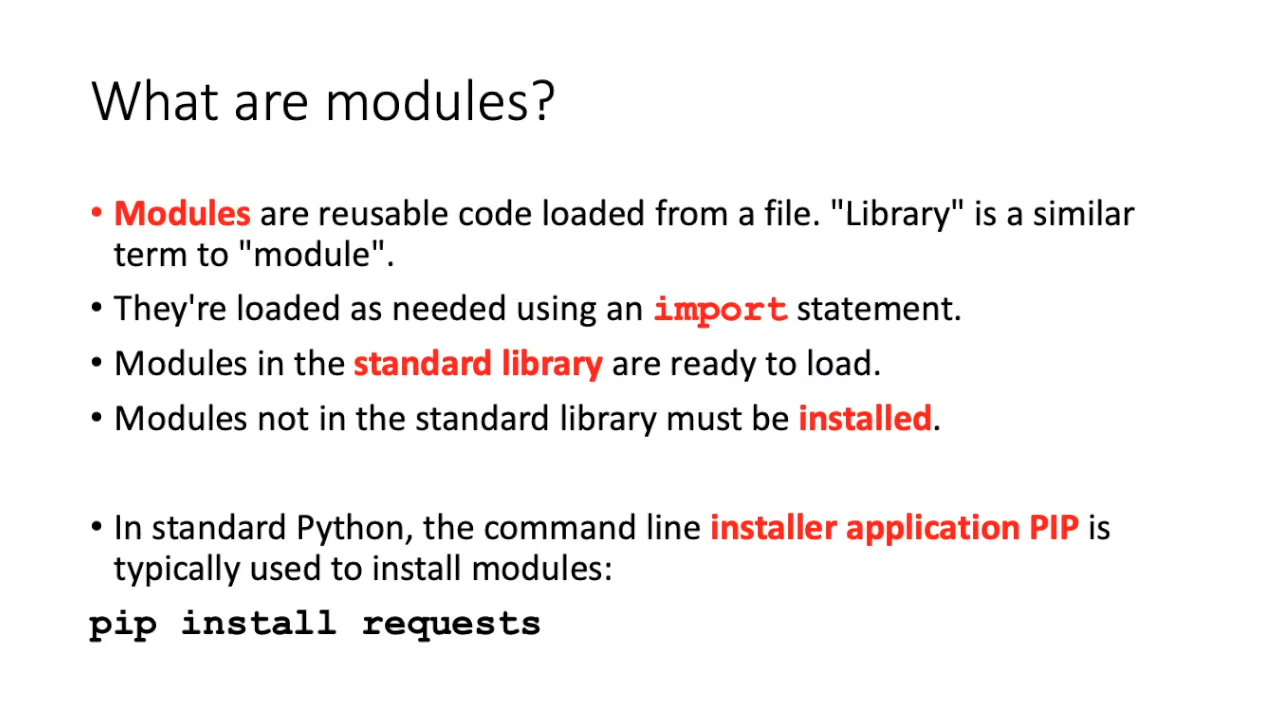 What are modules?
• Modules are reusable code loaded from a file. "Library" is a similar
term to "module".
• They're loaded as needed using an import statement.
• Modules in the standard library are ready to load.
• Modules not in the standard library must be installed.
• In standard Python, the command line installer application PIP is
typically used to install modules:
pip install requests